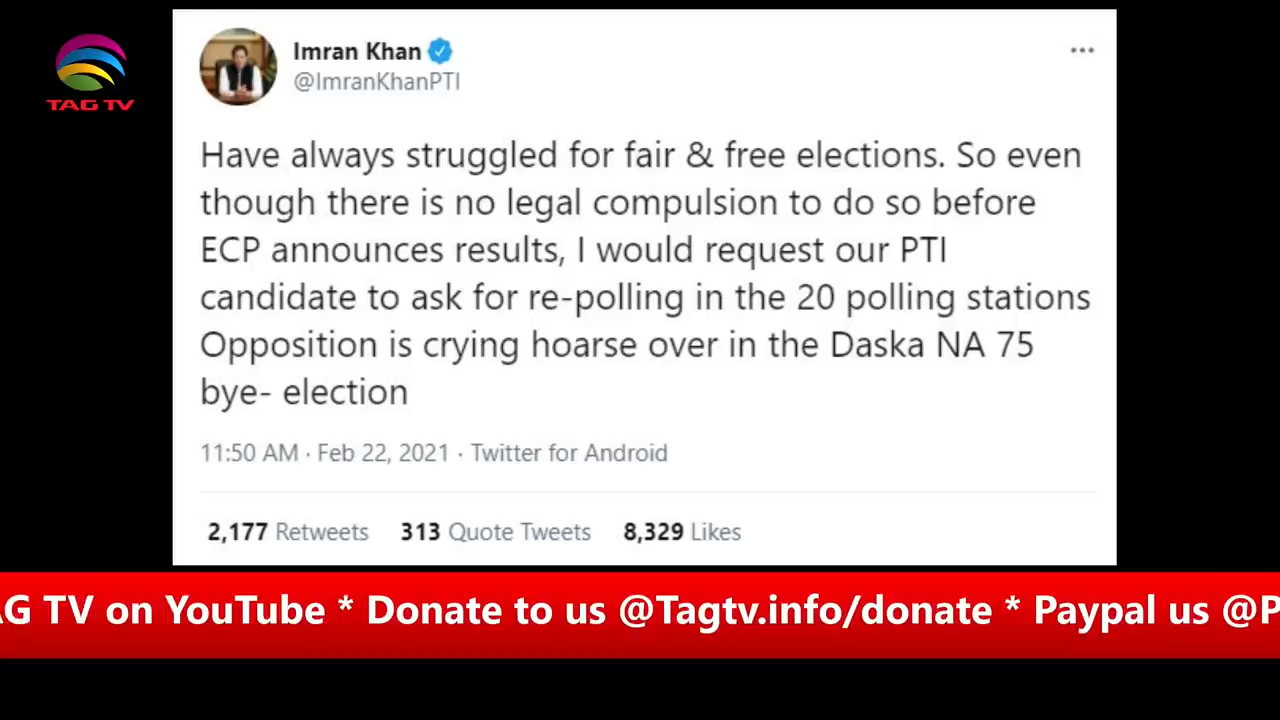 TAG TV
Imran Khan
@ImranKhanPTI
Have always struggled for fair & free elections. So even
though there is no legal compulsion to do so before
ECP announces results, I would request our PTI
candidate to ask for re-polling in the 20 polling stations
Opposition is crying hoarse over in the Daska NA 75
bye- election
11:50 AM · Feb 22, 2021 · Twitter for Android
2,177 Retweets 313 Quote Tweets 8,329 Likes
AG TV on YouTube * Donate to us @Tagtv.info/donate * Paypal us @P